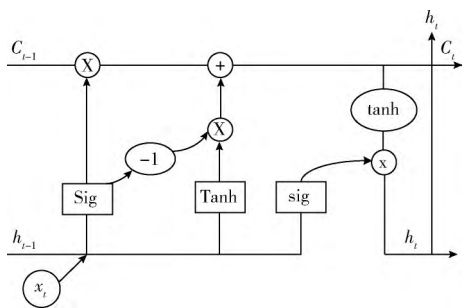 h_t
C_{t-1}
X
+
C_t
tanh
X
-1
x
Sig
Tanh
sig
h_{t-1}
h_t
x_t